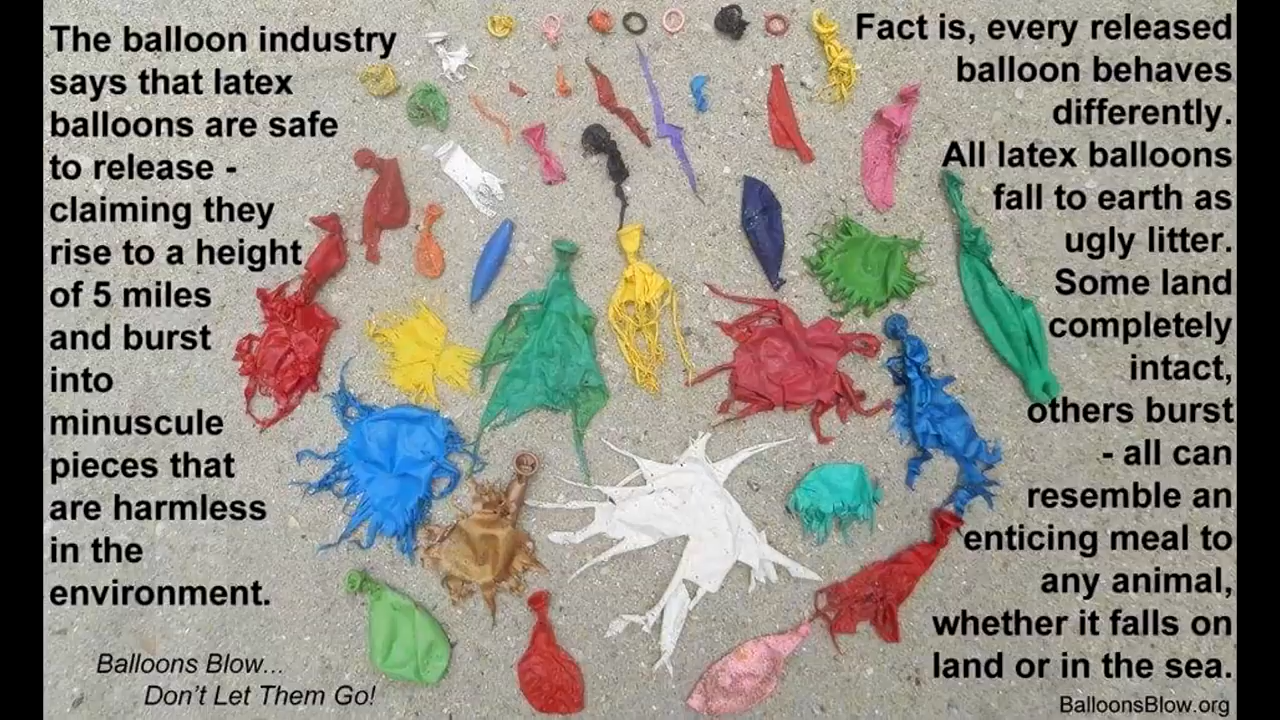 The balloon industry
says that latex
balloons are safe
to release -
claiming they
rise to a height
of 5 miles
and burst
into
minuscule
pieces that
are harmless
in the
environment.
Balloons Blow...
Don't Let Them Go!
Fact is, every released
balloon behaves
differently.
All latex balloons
fall to earth as
ugly litter.
Some land
completely
intact,
others burst
- all can
resemble an
enticing meal to
any animal,
whether it falls on
land or in the sea.
BalloonsBlow.org